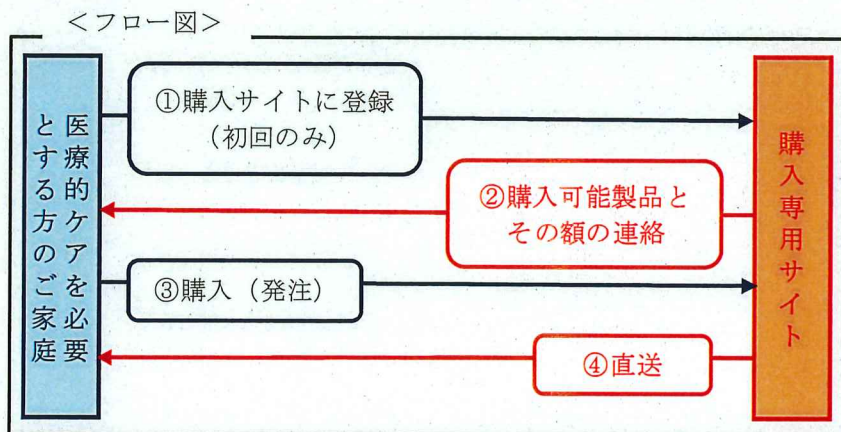 ＜フロー図＞
医療的ケアを必要
とする方のご家庭
①購入サイトに登録
（初回のみ）
②購入可能製品と
その額の連絡
③購入（発注）
④直送
購入専用サイト